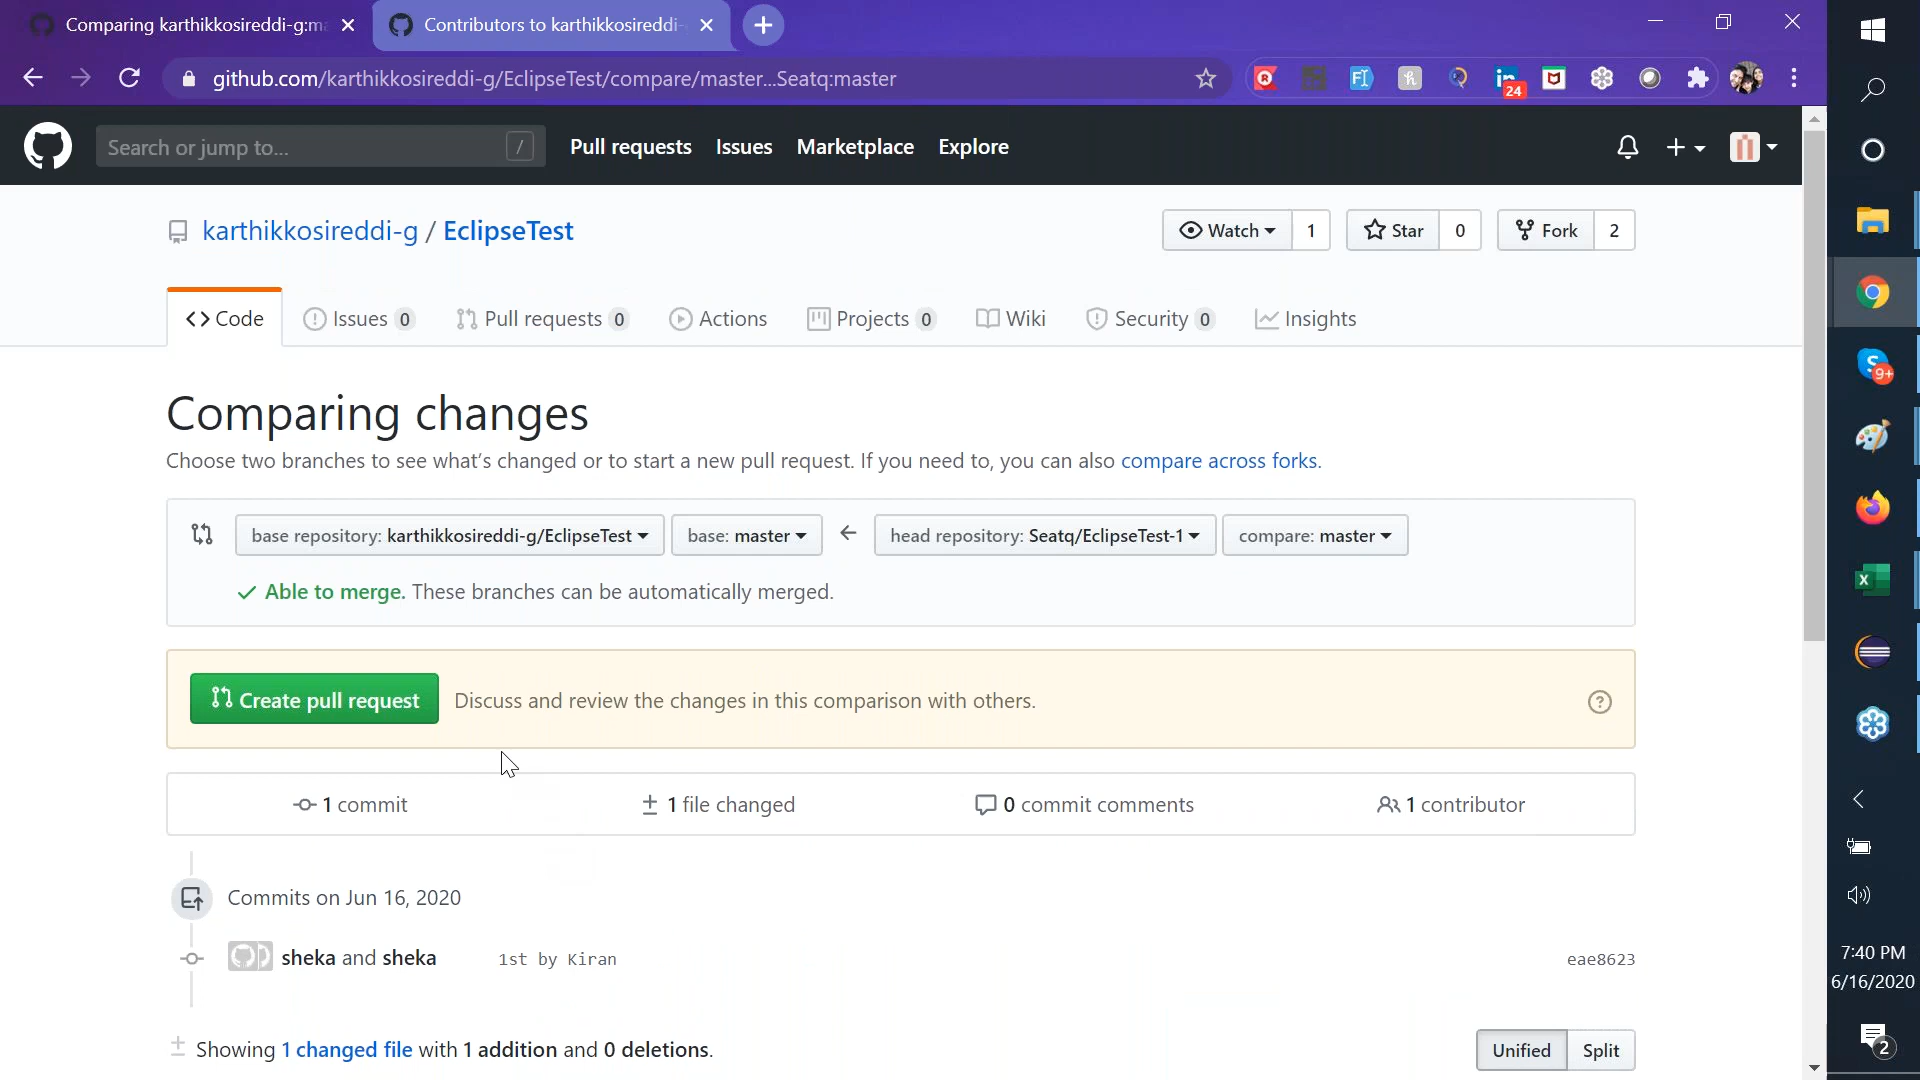 Comparing karthikkosireddi-g:ma
Contributors to karthikkosireddi-
github.com/karthikkosireddi-g/EclipseTest/compare/master...Seatq:master
24
Search or jump to...
/
Pull requests
Issues
Marketplace
Explore
karthikkosireddi-g / EclipseTest
Watch 1
Star 0
Fork 2
Code
Issues 0
Pull requests 0
Actions
Projects 0
Wiki
Security 0
Insights
Comparing changes
Choose two branches to see what's changed or to start a new pull request. If you need to, you can also compare across forks.
base repository: karthikkosireddi-g/EclipseTest
base: master
head repository: Seatq/EclipseTest-1
compare: master
Able to merge. These branches can be automatically merged.
Create pull request
Discuss and review the changes in this comparison with others.
1 commit
1 file changed
0 commit comments
1 contributor
Commits on Jun 16, 2020
sheka and sheka
1st by Kiran
eae8623
Showing 1 changed file with 1 addition and 0 deletions.
Unified
Split
9+
7:40 PM
6/16/2020
2